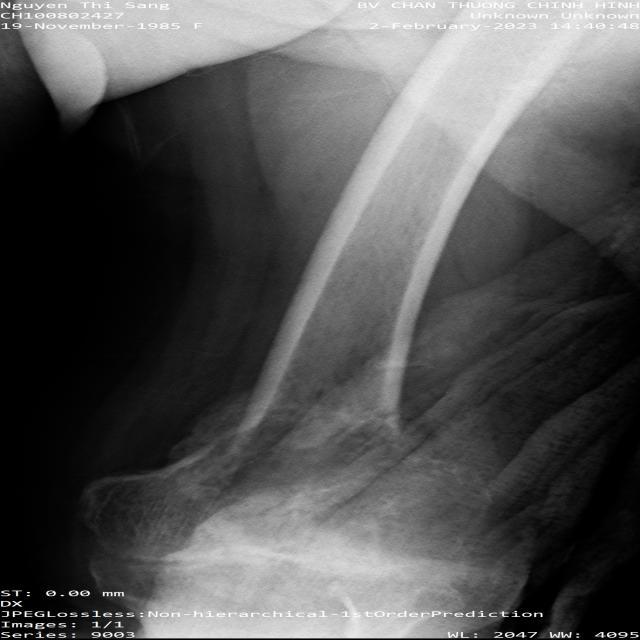 Nguyen Thi Sang
BV CHAN THUONG CHINH HINH
CH100802427
Unknown Unknown
19-November-1985 F
2-February-2023 14:40:48
ST: 0.00 mm
DX
JPEGLossless:Non-hierarchical-1stOrderPrediction
Images: 1/1
Series: 9003
WL: 2047 WW: 4095